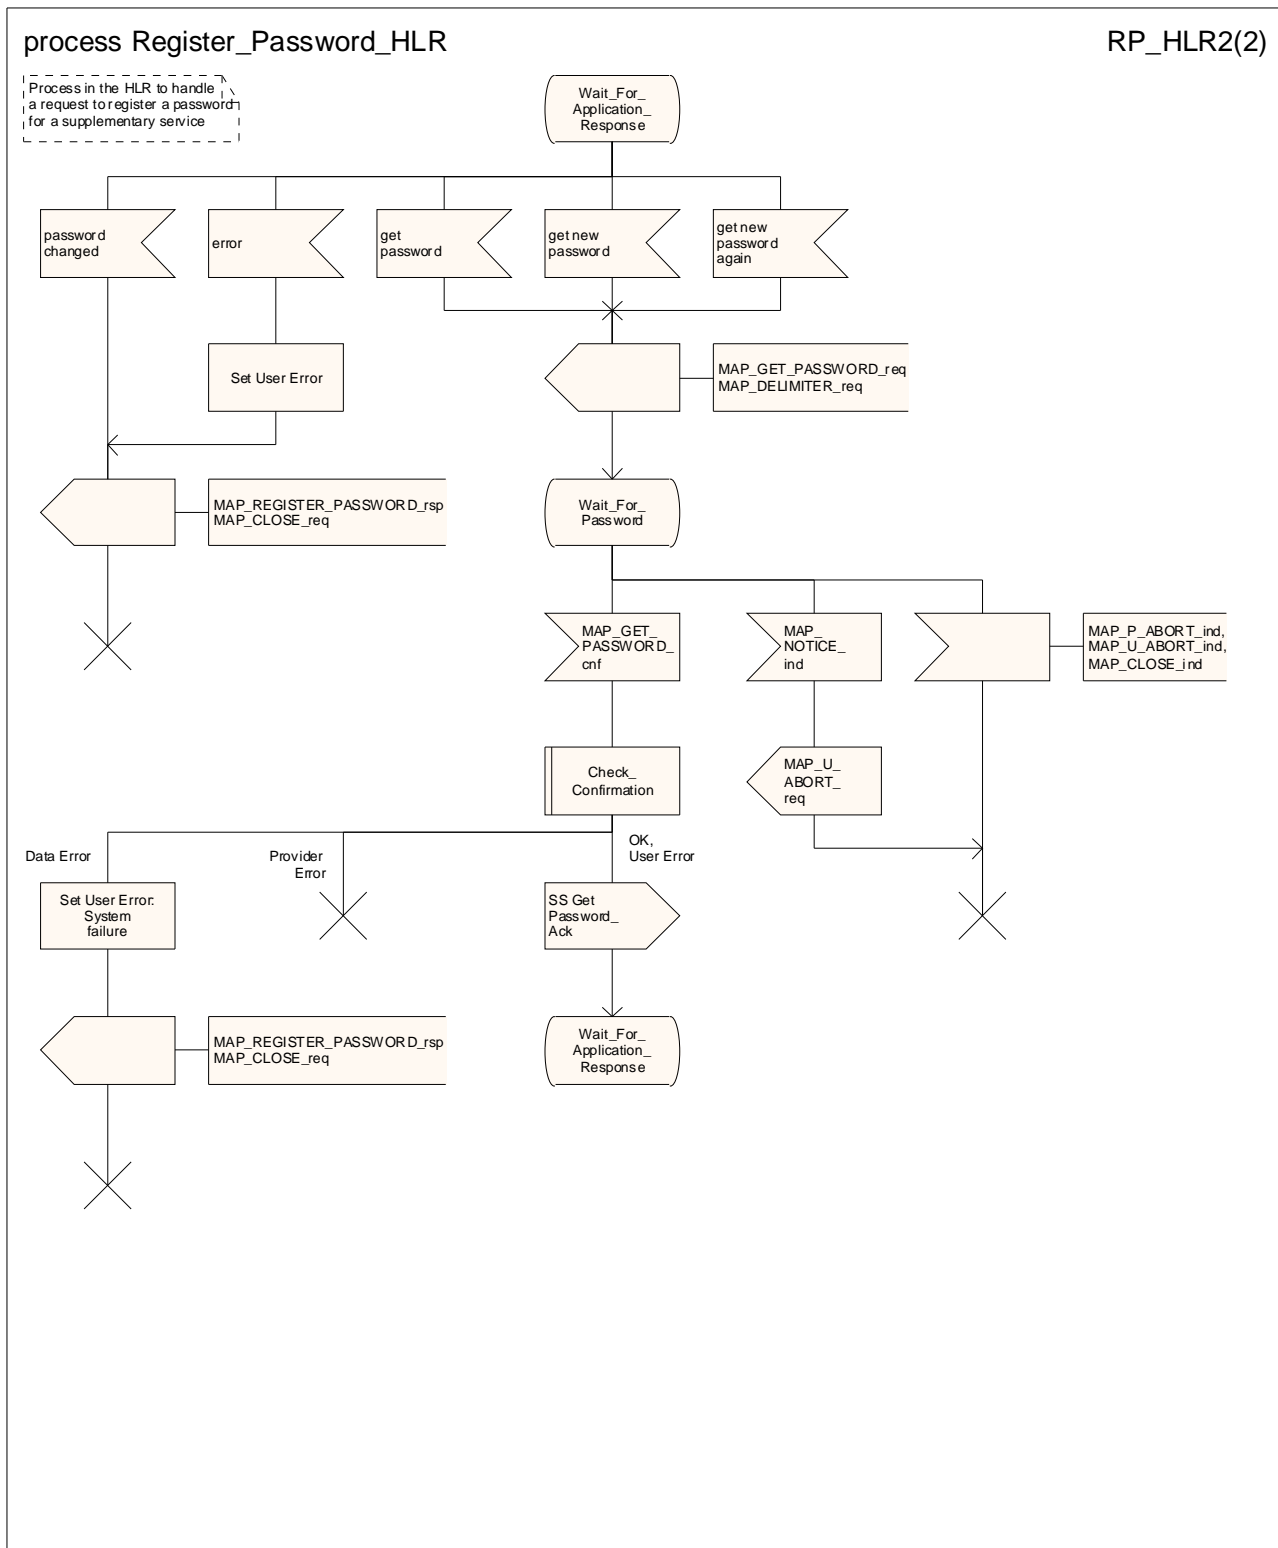 process Register_Password_HLR
RP_HLR2(2)
Process in the HLR to handle
a request to register a password
for a supplementary service
Wait_For_
Application_
Response
password
changed
error
get
password
get new
password
get new
password
again
Set User Error
MAP_GET_PASSWORD_req
MAP_DELIMITER_req
MAP_REGISTER_PASSWORD_rsp
MAP_CLOSE_req
Wait_For_
Password
MAP_GET_
PASSWORD_
cnf
MAP_
NOTICE_
ind
MAP_P_ABORT_ind,
MAP_U_ABORT_ind,
MAP_CLOSE_ind
Check_
Confirmation
MAP_U_
ABORT_
req
Data Error
Provider
Error
OK,
User Error
Set User Error:
System
failure
SS Get
Password_
Ack
MAP_REGISTER_PASSWORD_rsp
MAP_CLOSE_req
Wait_For_
Application_
Response